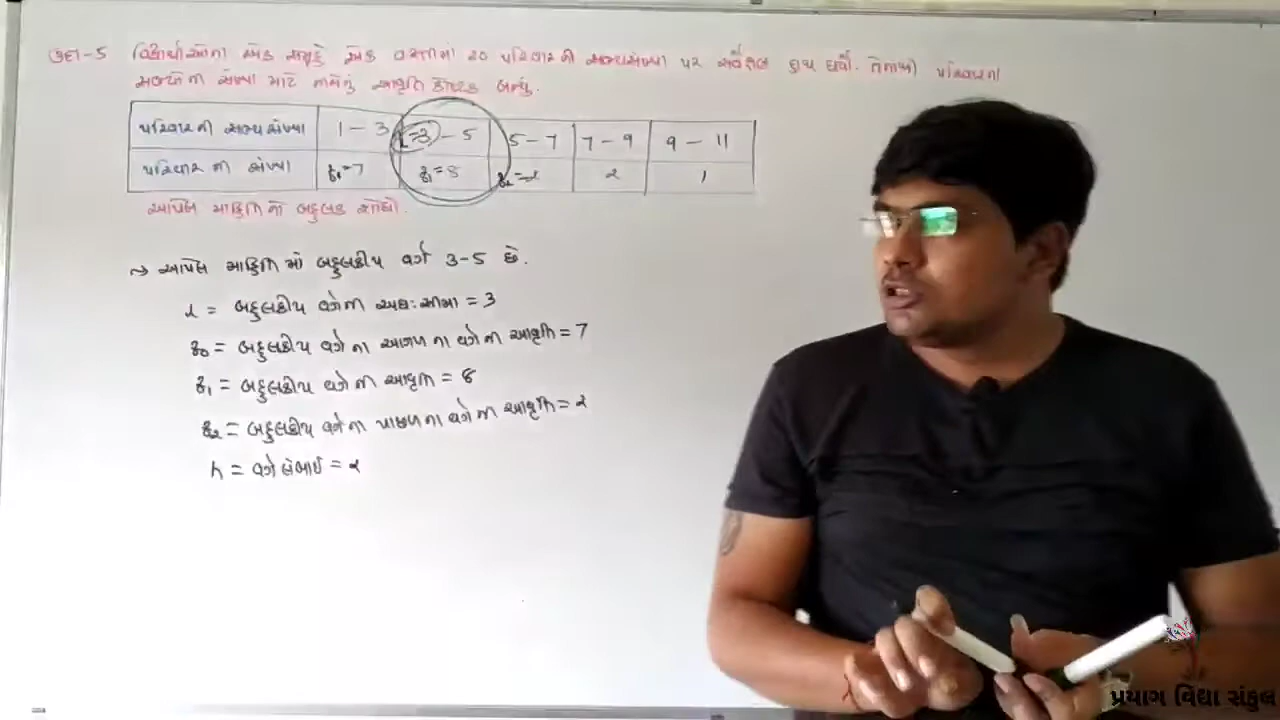 ઉદા-5 વિદ્યાર્થીઓના એક સમૂહે એક વસ્તીમાં 20 પરિવારની સભ્યસંખ્યા પર સર્વેક્ષણ હાથ ધર્યો. તેનાથી પરિવારના
સભ્યોની સંખ્યા માટે નીચેનું આવૃત્તિ કોષ્ટક બન્યું.
પરિવારની સભ્ય સંખ્યા 1 - 3 l=3 - 5 5 - 7 7 - 9 9 - 11
પરિવાર ની સંખ્યા f₀=7 f₁=8 f₂=2 2 1
આપેલ માહિતિનો બહુલક શોધો.
→ આપેલ માહિતિ માં બહુલકીય વર્ગ 3-5 છે.
l = બહુલકીય વર્ગની અધઃસીમા = 3
f₀ = બહુલકીય વર્ગ ના આગળ ના વર્ગ ની આવૃતિ = 7
f₁ = બહુલકીય વર્ગ ની આવૃતિ = 8
f₂ = બહુલકીય વર્ગ ના પાછળ ના વર્ગ ની આવૃતિ = 2
h = વર્ગ લંબાઈ = 2
પ્રયાગ વિદ્યા સંકુલ